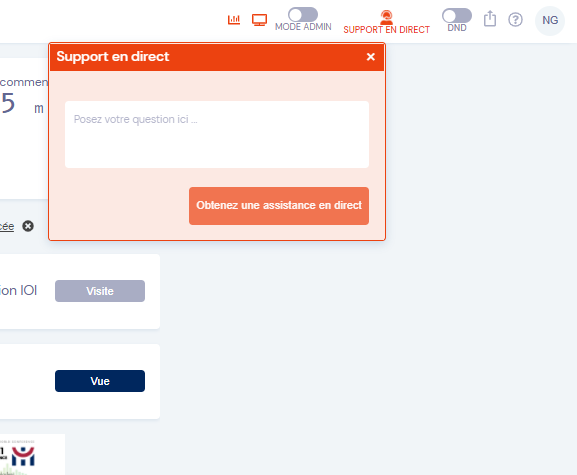 MODE ADMIN
SUPPORT EN DIRECT
DND
NG
Support en direct
commen
5 m
Posez votre question ici ...
Obtenez une assistance en direct
cée
ion IOI
Visite
Vue